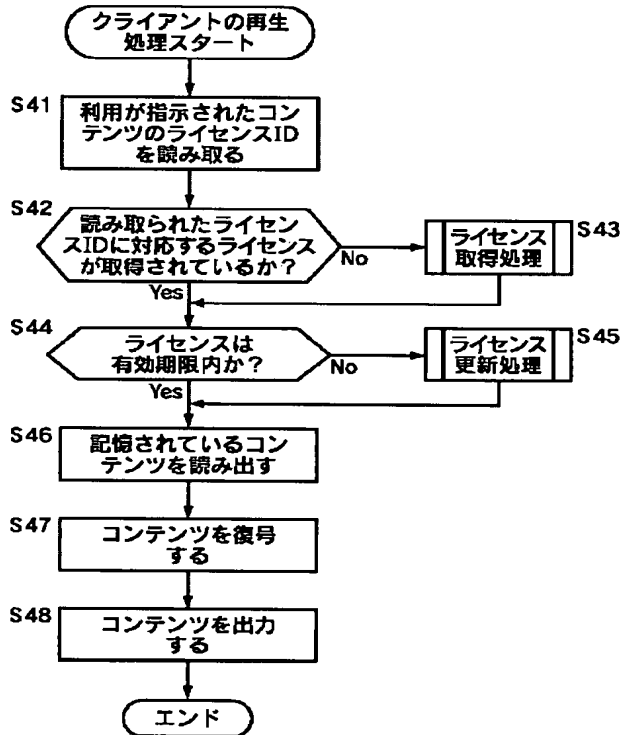 クライアントの再生
処理スタート
S41
利用が指示されたコン
テンツのライセンスID
を読み取る
S42
読み取られたライセン
スIDに対応するライセンス
が取得されているか?
No
Yes
S43
ライセンス
取得処理
S44
ライセンスは
有効期限内か?
No
Yes
S45
ライセンス
更新処理
S46
記憶されているコン
テンツを読み出す
S47
コンテンツを復号
する
S48
コンテンツを出力
する
エンド